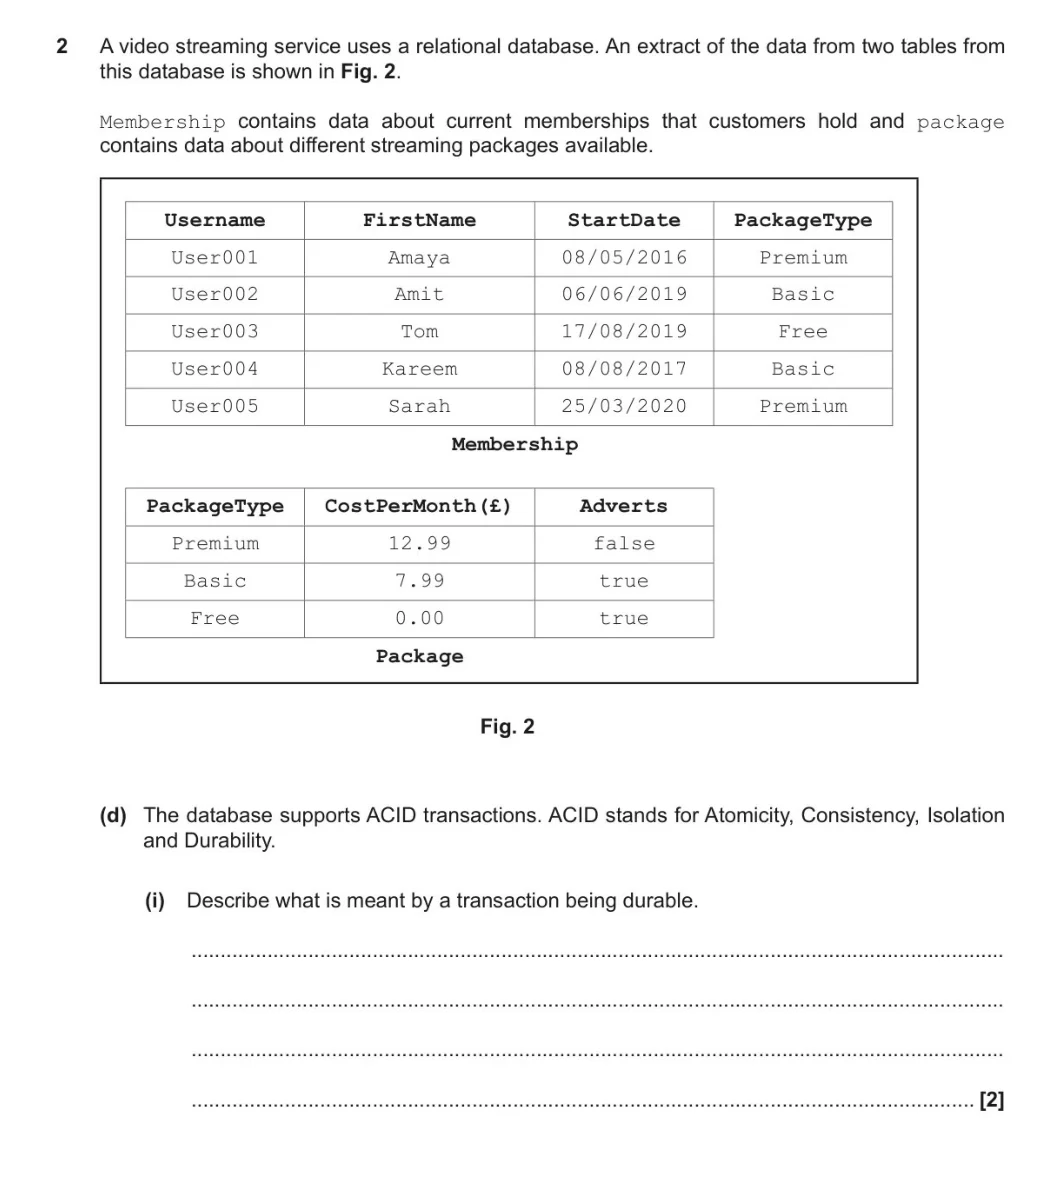 2 A video streaming service uses a relational database. An extract of the data from two tables from
this database is shown in Fig. 2.
Membership contains data about current memberships that customers hold and package
contains data about different streaming packages available.
Username FirstName StartDate PackageType
User001 Amaya 08/05/2016 Premium
User002 Amit 06/06/2019 Basic
User003 Tom 17/08/2019 Free
User004 Kareem 08/08/2017 Basic
User005 Sarah 25/03/2020 Premium
Membership
PackageType CostPerMonth(£) Adverts
Premium 12.99 false
Basic 7.99 true
Free 0.00 true
Package
Fig. 2
(d) The database supports ACID transactions. ACID stands for Atomicity, Consistency, Isolation
and Durability.
(i) Describe what is meant by a transaction being durable.
[2]